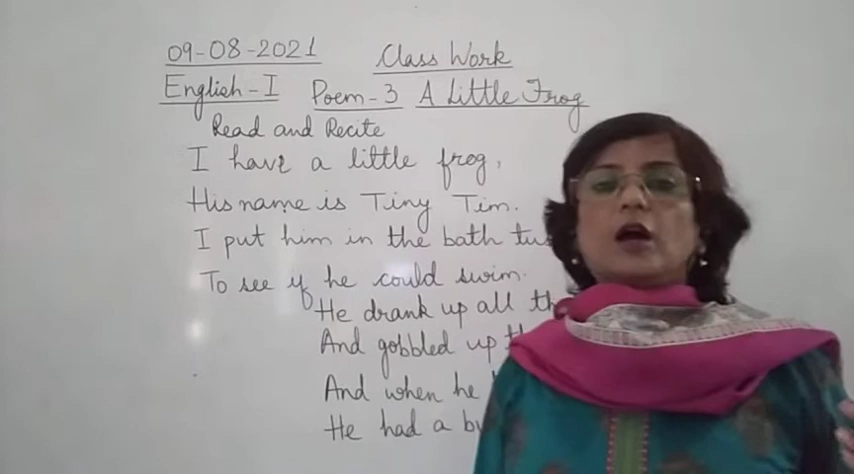 09-08-2021 Class Work
English-I Poem-3 A Little Frog
Read and Recite
I have a little frog,
His name is Tiny Tim.
I put him in the bath
To see if he could swim.
He drank up all
And gobbled up
And when he
He had a